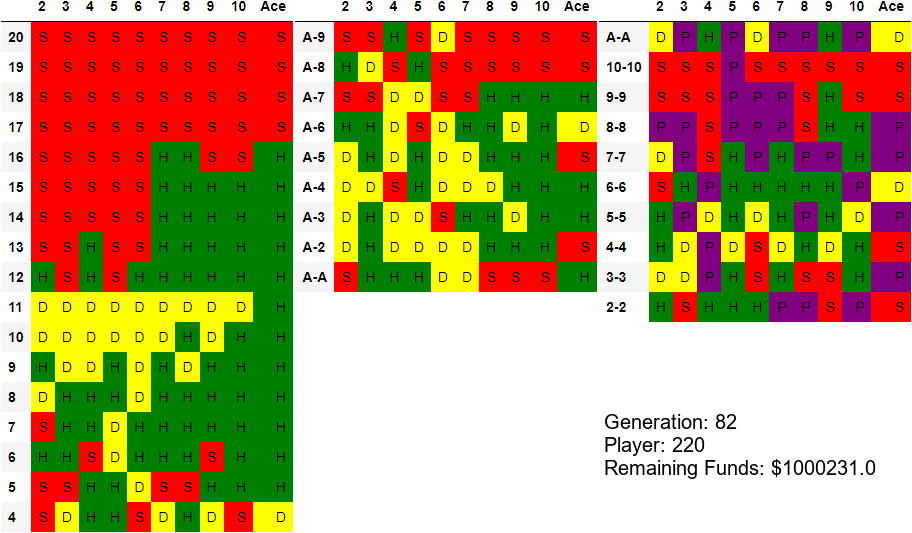 2 3 4 5 6 7 8 9 10 Ace
20 S S S S S S S S S S
19 S S S S S S S S S S
18 S S S S S S S S S S
17 S S S S S S S S S S
16 S S S S S H H S S H
15 S S S S S H H H H H
14 S S S S S H H H H H
13 S S H S S H H H H H
12 H S H S H H H H H H
11 D D D D D D D D D H
10 D D D D D D H D H H
9 H D D H D H D H H H
8 D H H H D H H H H H
7 S H H D H H H H H H
6 H H S D H H H S H H
5 S S H H D S S H H H
4 S D H H S D H D S D
2 3 4 5 6 7 8 9 10 Ace
A-9 S S H S D S S S S S
A-8 H D S H S S S S S S
A-7 S S D D S S H H H H
A-6 H H D S D H H D H D
A-5 D H D H D D H H H S
A-4 D D S H D D D H H H
A-3 D H D D S H H D H H
A-2 D H D D D D H H H S
A-A S H H H D D S S S H
2 3 4 5 6 7 8 9 10 Ace
A-A D P H P D P P H P D
10-10 S S S P S S S S S S
9-9 S S S P P P S H S S
8-8 P P S P P P S H H P
7-7 D P S H P H P P H P
6-6 S H P H H H H H P D
5-5 H P D H D H P H D P
4-4 H D P D S D H D H S
3-3 D D P H S H S S H P
2-2 H S H H H P P S P S
Generation: 82
Player: 220
Remaining Funds: $1000231.0